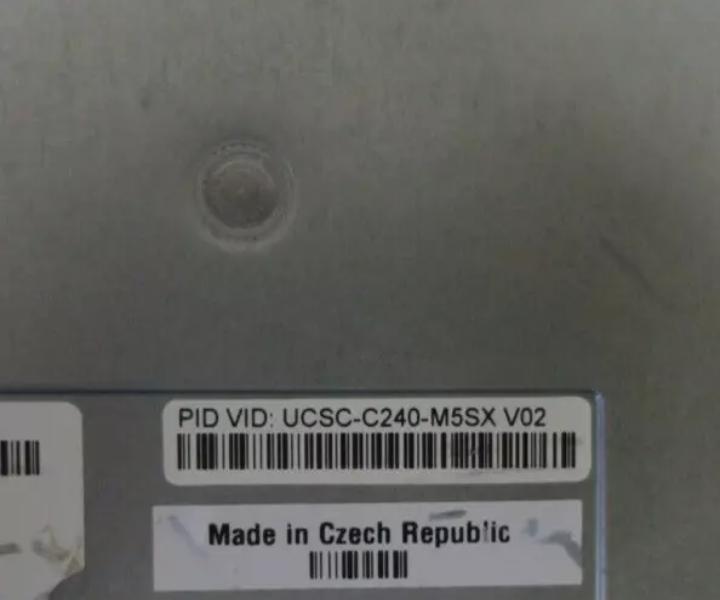 PID VID: UCSC-C240-M5SX V02
Made in Czech Republic